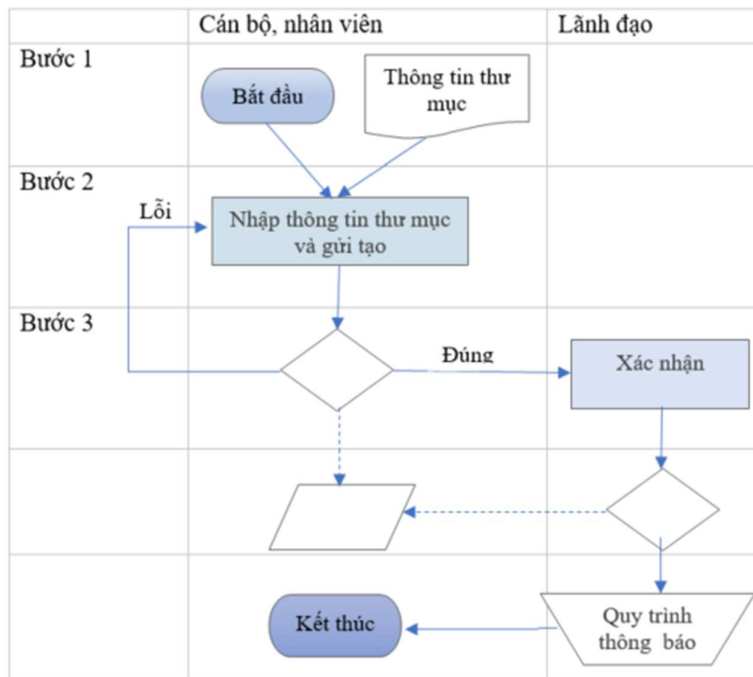 Cán bộ, nhân viên
Lãnh đạo
Bước 1
Bắt đầu
Thông tin thư
mục
Bước 2
Lỗi
Nhập thông tin thư mục
và gửi tạo
Bước 3
Đúng
Xác nhận
Kết thúc
Quy trình
thông báo